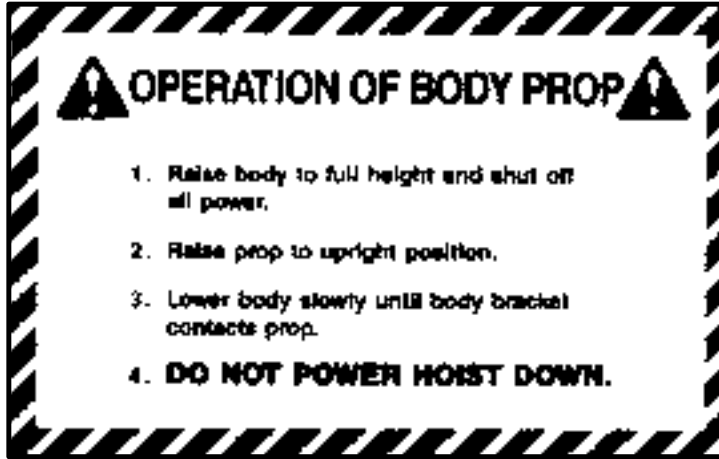 OPERATION OF BODY PROP
1. Raise body to full height and shut off
all power.
2. Raise prop to upright position.
3. Lower body slowly until body bracket
contacts prop.
4. DO NOT POWER HOIST DOWN.